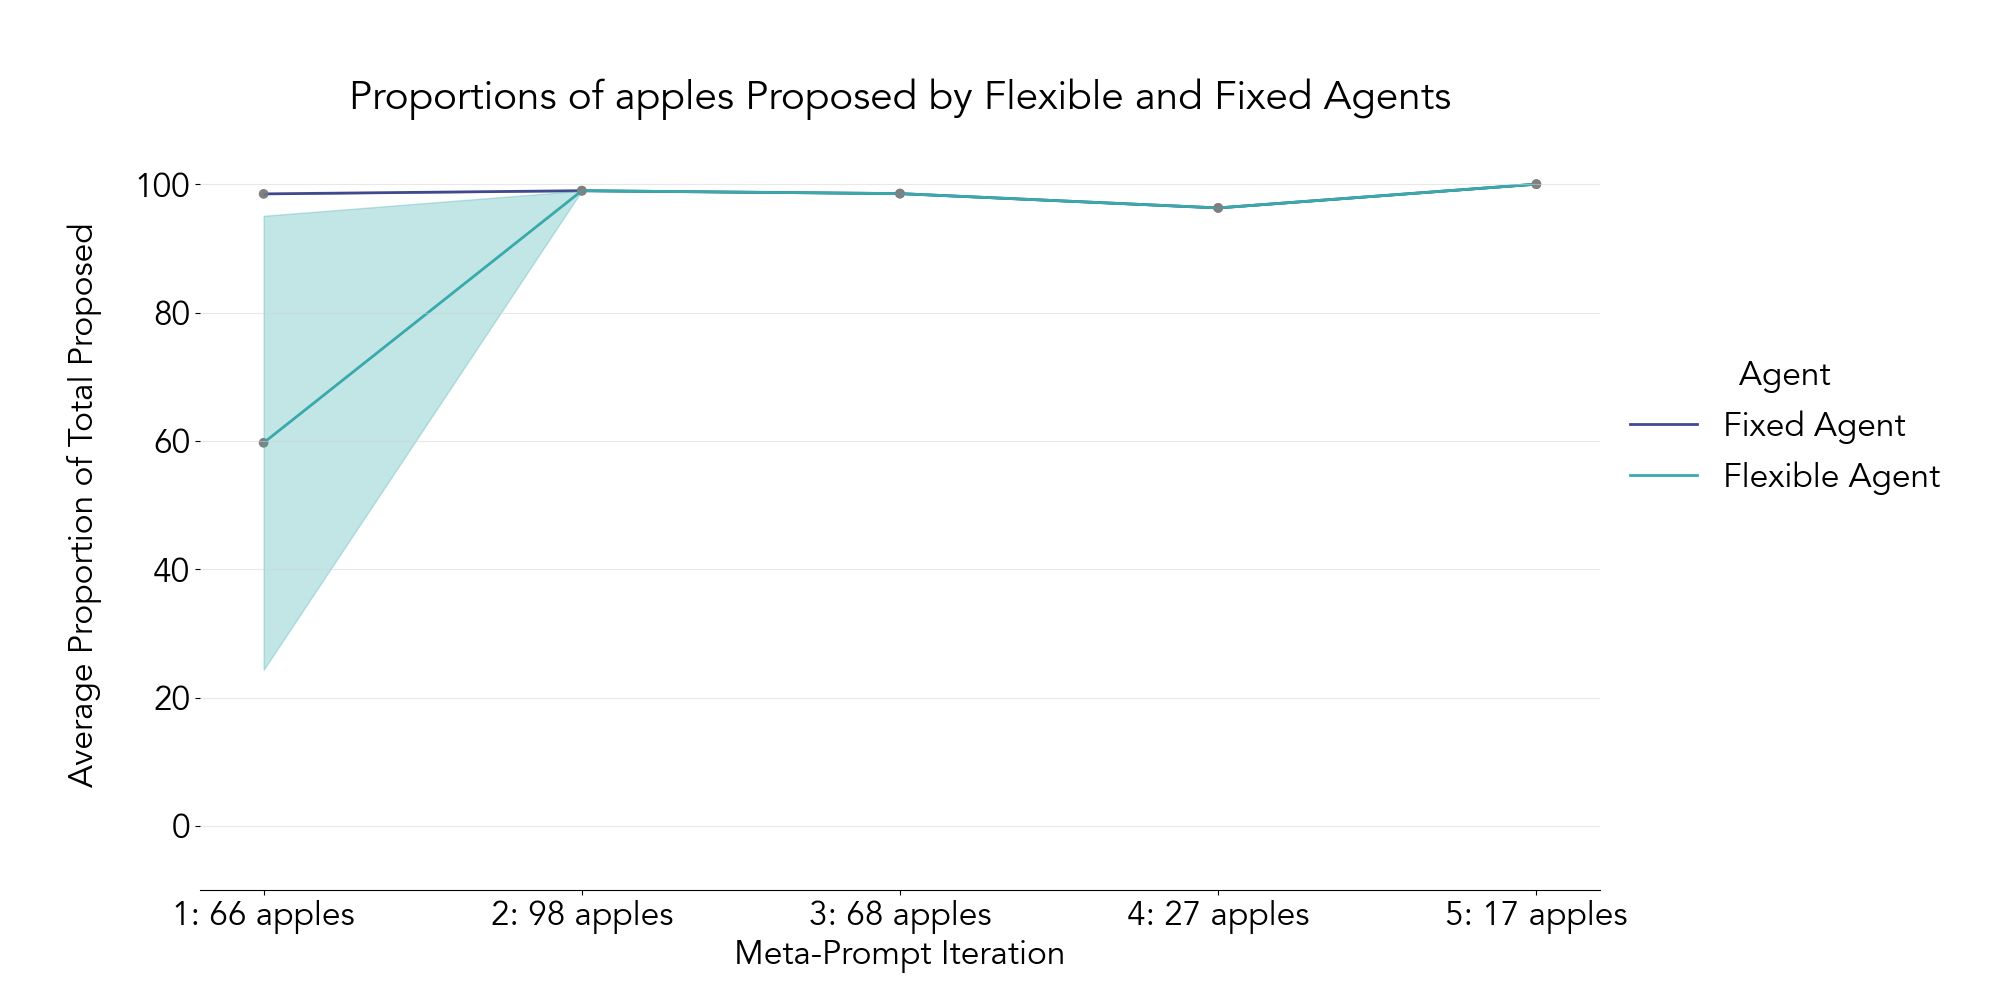 Proportions of apples Proposed by Flexible and Fixed Agents
Average Proportion of Total Proposed
100
80
60
40
20
0
1: 66 apples
2: 98 apples
3: 68 apples
4: 27 apples
5: 17 apples
Meta-Prompt Iteration
Agent
Fixed Agent
Flexible Agent